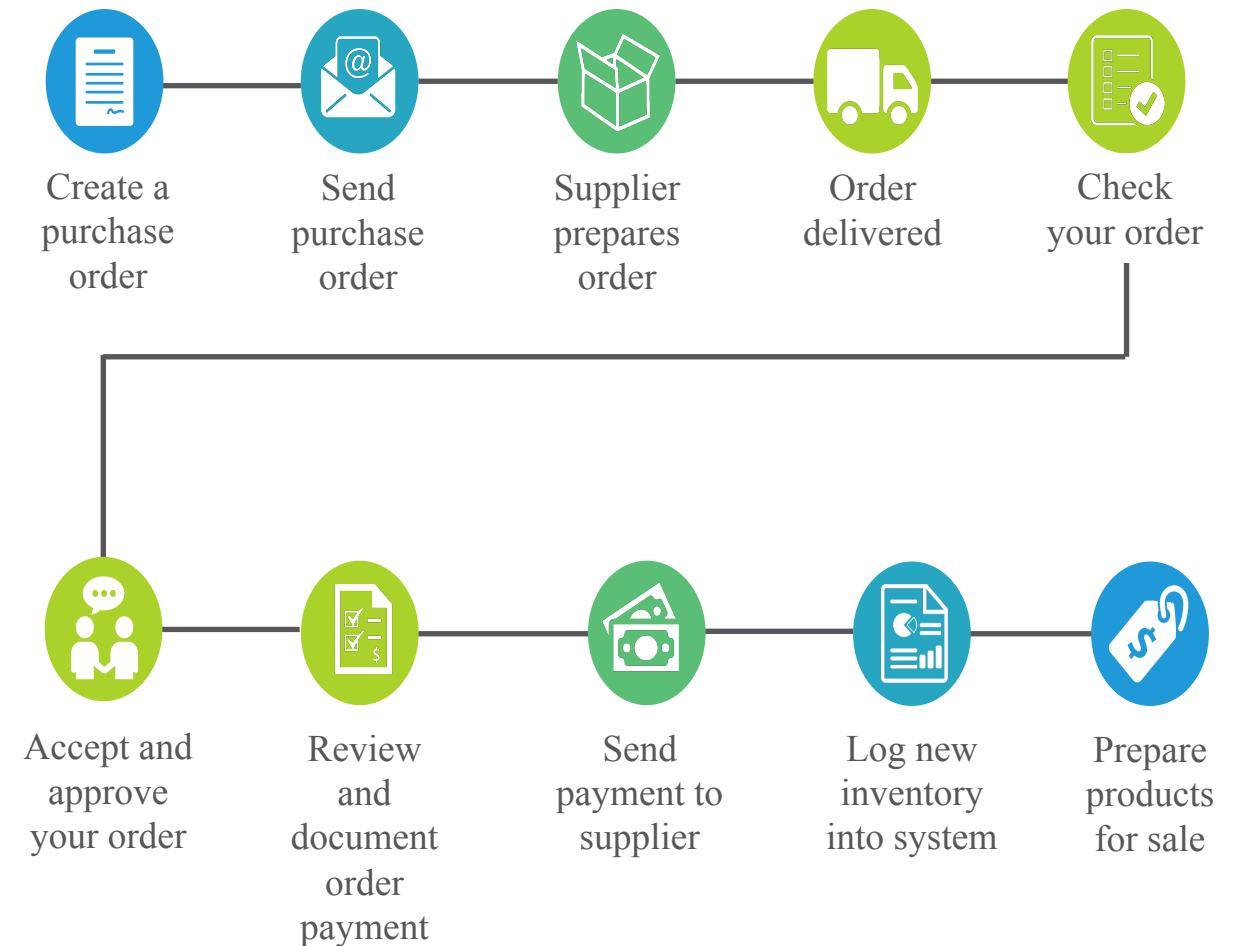 @
Create a
purchase
order
Send
purchase
order
Supplier
prepares
order
Order
delivered
Check
your order
$
$
Accept and
approve
your order
Review
and
document
order
payment
Send
payment to
supplier
Log new
inventory
into system
Prepare
products
for sale